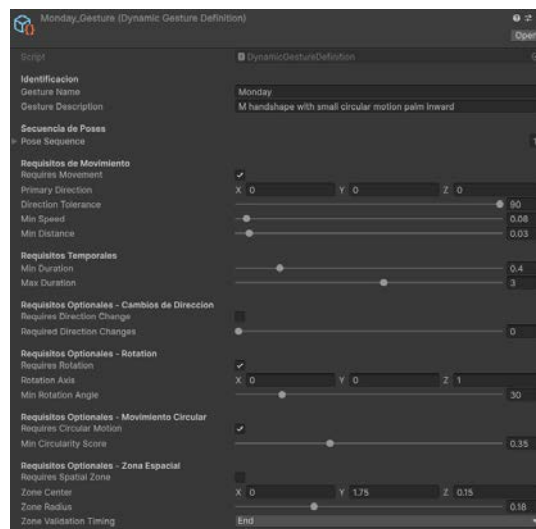 Monday_Gesture (Dynamic Gesture Definition)
Open
Script DynamicGestureDefinition
Identificacion
Gesture Name Monday
Gesture Description M handshape with small circular motion palm inward
Secuencia de Poses
Pose Sequence 1
Requisitos de Movimiento
Requires Movement
Primary Direction X 0 Y 0 Z 0
Direction Tolerance 90
Min Speed 0.08
Min Distance 0.03
Requisitos Temporales
Min Duration 0.4
Max Duration 3
Requisitos Optionales - Cambios de Direccion
Requires Direction Change
Required Direction Changes 0
Requisitos Optionales - Rotation
Requires Rotation
Rotation Axis X 0 Y 0 Z 1
Min Rotation Angle 30
Requisitos Optionales - Movimiento Circular
Requires Circular Motion
Min Circularity Score 0.35
Requisitos Optionales - Zona Espacial
Requires Spatial Zone
Zone Center X 0 Y 1.75 Z 0.15
Zone Radius 0.18
Zone Validation Timing End